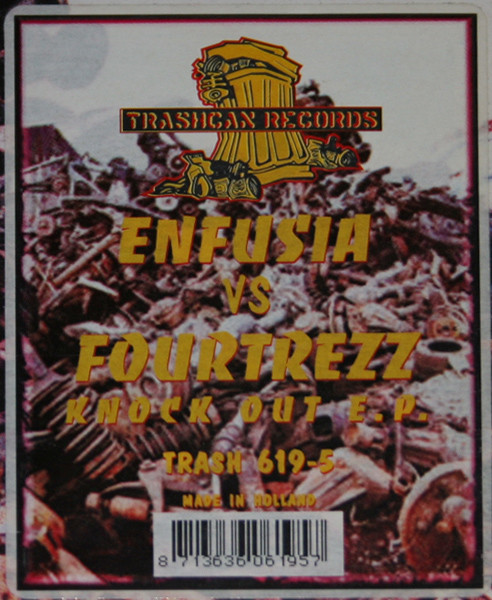 TRASHCAN RECORDS
ENFUSIA
VS
FOURTREZZ
KNOCK OUT E.P.
TRASH 619-5
MADE IN HOLLAND
8 713636 061957